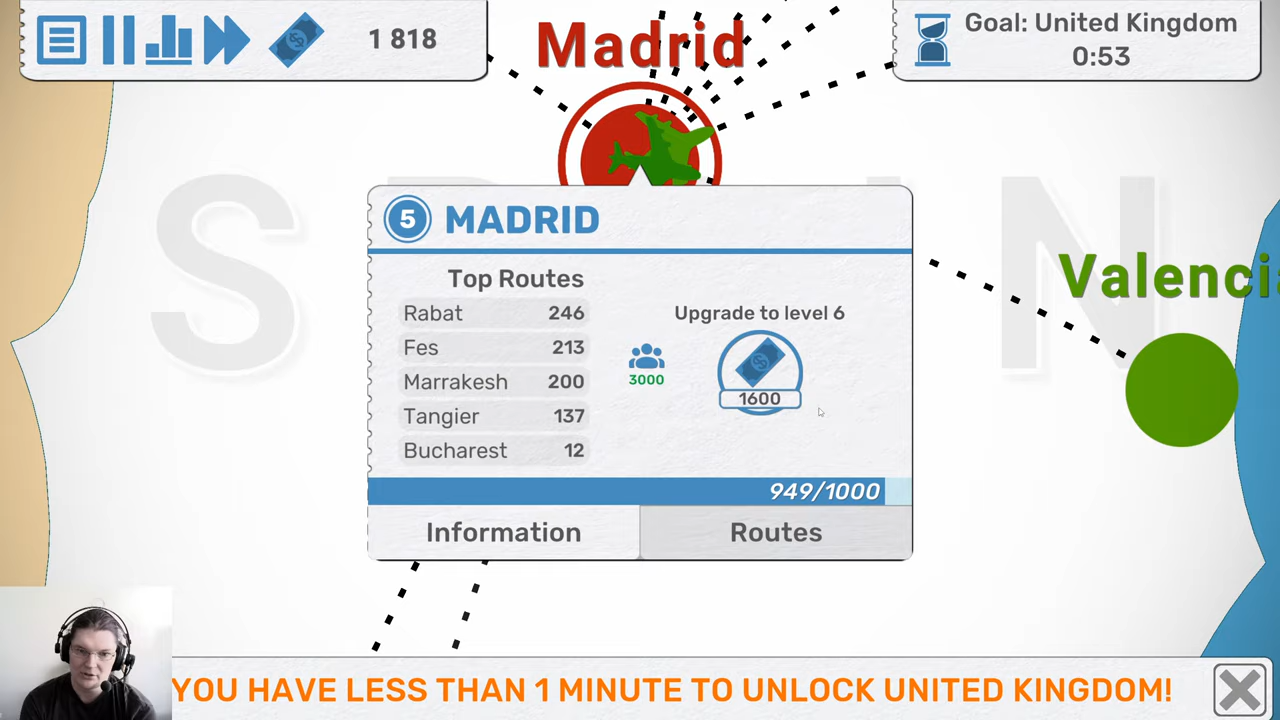 1 818
Goal: United Kingdom
0:53
Madrid
SPAIN
Valencia
5 MADRID
Top Routes
Rabat 246
Fes 213
Marrakesh 200
Tangier 137
Bucharest 12
3000
Upgrade to level 6
1600
949/1000
Information
Routes
YOU HAVE LESS THAN 1 MINUTE TO UNLOCK UNITED KINGDOM!